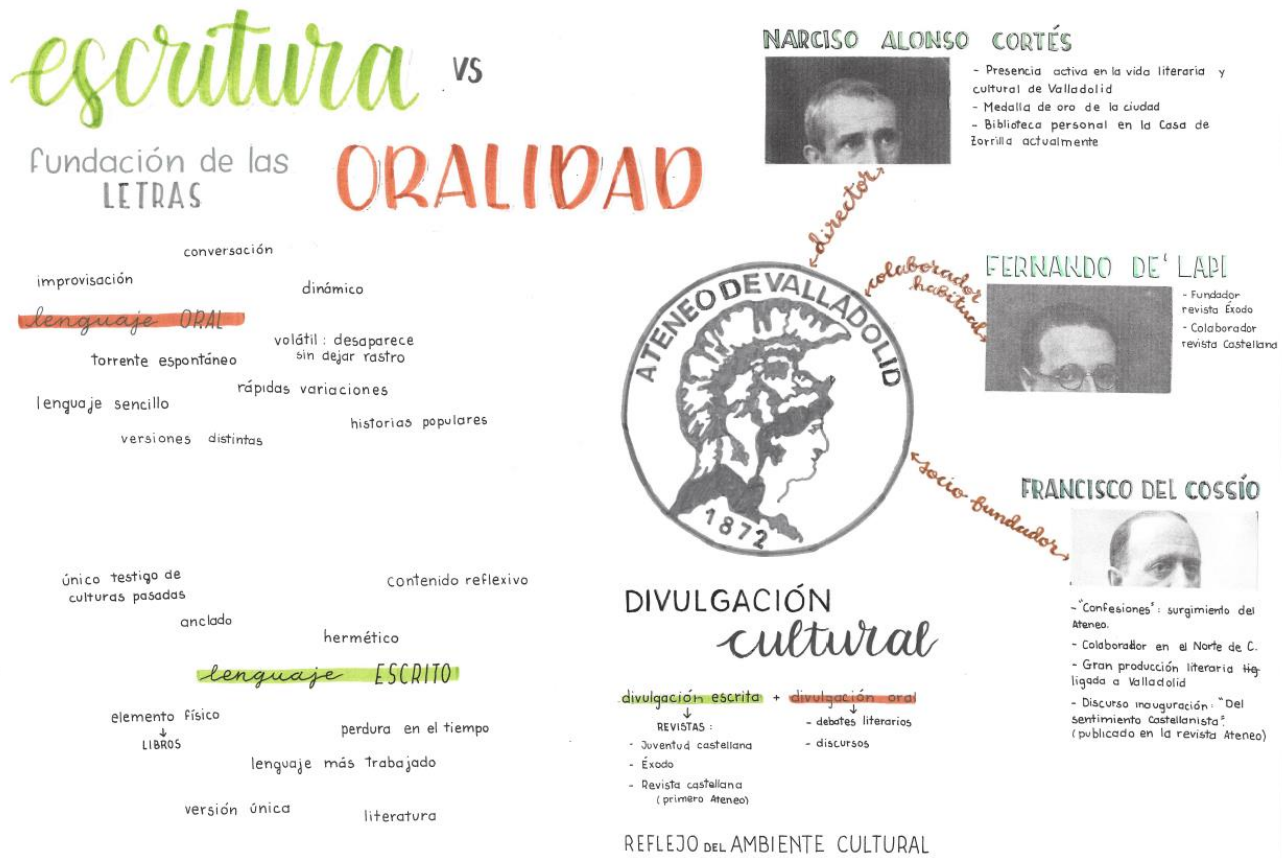 escritura vs
fundación de las
LETRAS
ORALIDAD
conversación
improvisación
dinámico
lenguaje ORAL
volátil : desaparece
sin dejar rastro
torrente espontáneo
rápidas variaciones
lenguaje sencillo
historias populares
versiones distintas
único testigo de
culturas pasadas
contenido reflexivo
anclado
hermético
lenguaje ESCRITO
elemento físico
↓
LIBROS
perdura en el tiempo
lenguaje más trabajado
versión única
literatura
NARCISO ALONSO CORTÉS
- Presencia activa en la vida literaria y
cultural de Valladolid
- Medalla de oro de la ciudad
- Biblioteca personal en la Casa de
Zorrilla actualmente
director
colaborador
habitual
FERNANDO DE' LAPI
- Fundador
revista Éxodo
- Colaborador
revista Castellana
ATENEO DE VALLADOLID
1872
socio fundador
FRANCISCO DEL COSSÍO
- "Confesiones": surgimiento del
Ateneo.
- Colaborador en el Norte de C.
- Gran producción literaria
ligada a Valladolid
- Discurso inauguración: "Del
sentimiento Castellanista".
(publicado en la revista Ateneo)
DIVULGACIÓN
cultural
divulgación escrita + divulgación oral
↓
REVISTAS :
- Juventud castellana
- Éxodo
- Revista castellana
(primero Ateneo)
↓
- debates literarios
- discursos
REFLEJO DEL AMBIENTE CULTURAL